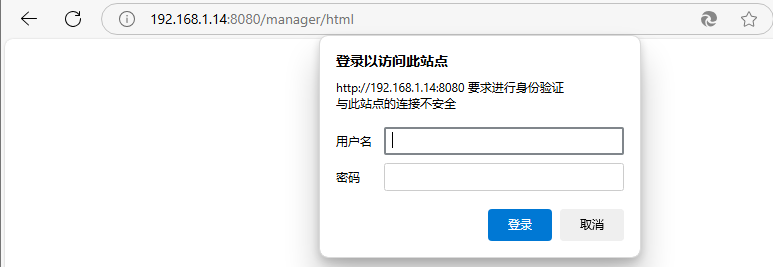 192.168.1.14:8080/manager/html
登录以访问此站点
http://192.168.1.14:8080 要求进行身份验证
与此站点的连接不安全
用户名
密码
登录 取消